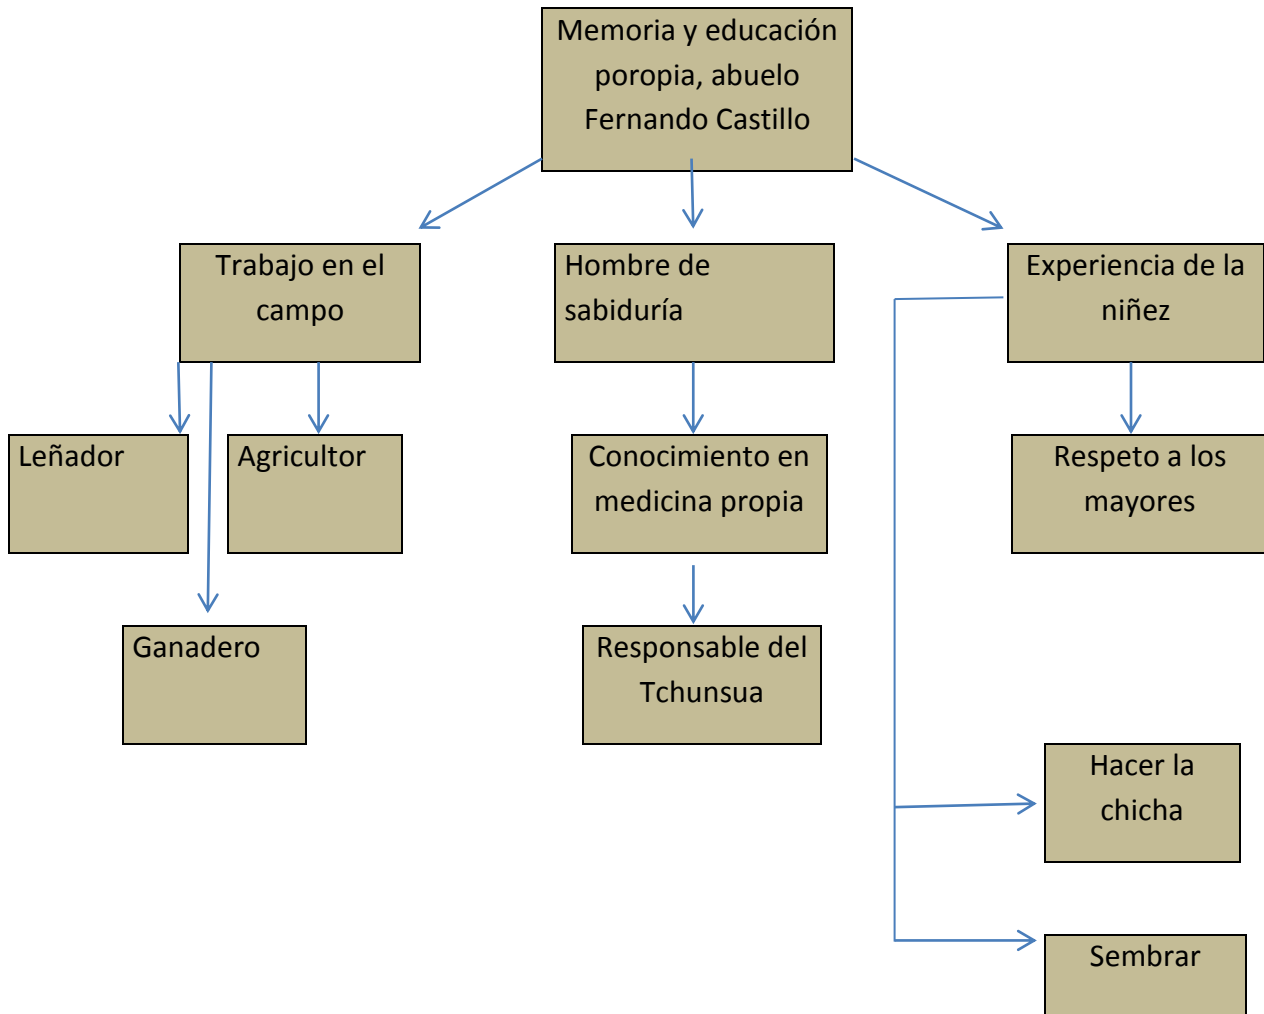 Memoria y educación
poropia, abuelo
Fernando Castillo
Trabajo en el
campo
Hombre de
sabiduría
Experiencia de la
niñez
Leñador
Agricultor
Conocimiento en
medicina propia
Respeto a los
mayores
Ganadero
Responsable del
Tchunsua
Hacer la
chicha
Sembrar